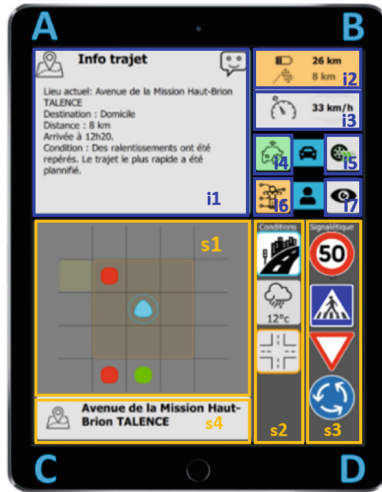 A B
Info trajet
Lieu actuel: Avenue de la Mission Haut-Brion
TALENCE
Destination : Domicile
Distance : 8 km
Arrivée à 12h20.
Condition : Des ralentissements ont été
repérés. Le trajet le plus rapide a été
plannifié.
i1
26 km
8 km
i2
33 km/h
i3
i4 i5
i6 i7
s1
Conditions
12°c
s2
Signalétique
50
s3
Avenue de la Mission Haut-
Brion TALENCE
s4
C D